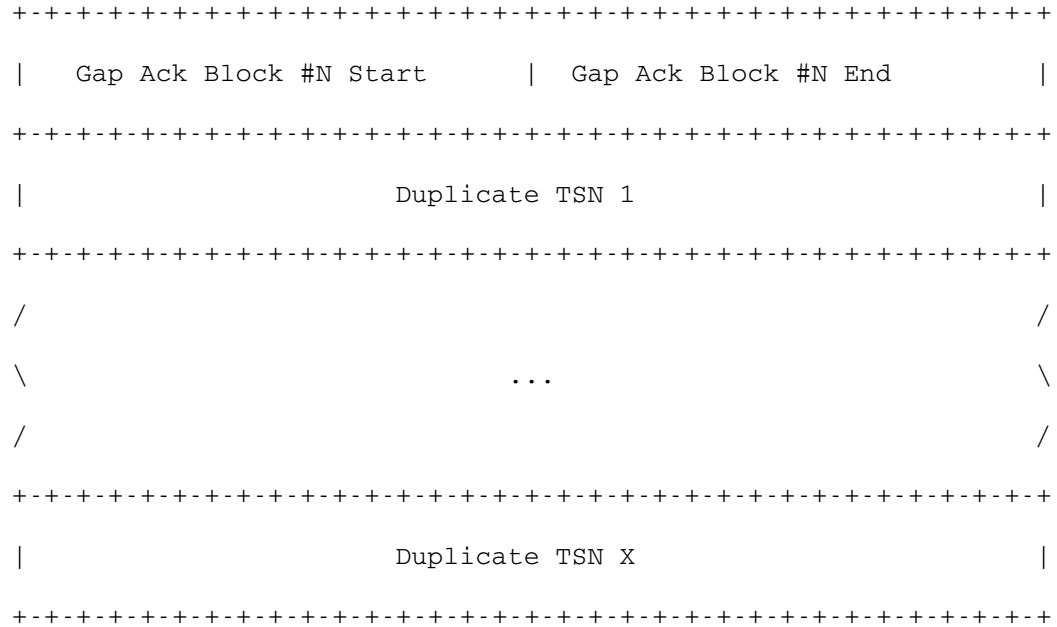 +-+-+-+-+-+-+-+-+-+-+-+-+-+-+-+-+-+-+-+-+-+-+-+-+-+-+-+-+-+-+-+-+
|   Gap Ack Block #N Start      |  Gap Ack Block #N End         |
+-+-+-+-+-+-+-+-+-+-+-+-+-+-+-+-+-+-+-+-+-+-+-+-+-+-+-+-+-+-+-+-+
|                       Duplicate TSN 1                         |
+-+-+-+-+-+-+-+-+-+-+-+-+-+-+-+-+-+-+-+-+-+-+-+-+-+-+-+-+-+-+-+-+
/                                                               /
\                              ...                              \
/                                                               /
+-+-+-+-+-+-+-+-+-+-+-+-+-+-+-+-+-+-+-+-+-+-+-+-+-+-+-+-+-+-+-+-+
|                       Duplicate TSN X                         |
+-+-+-+-+-+-+-+-+-+-+-+-+-+-+-+-+-+-+-+-+-+-+-+-+-+-+-+-+-+-+-+-+